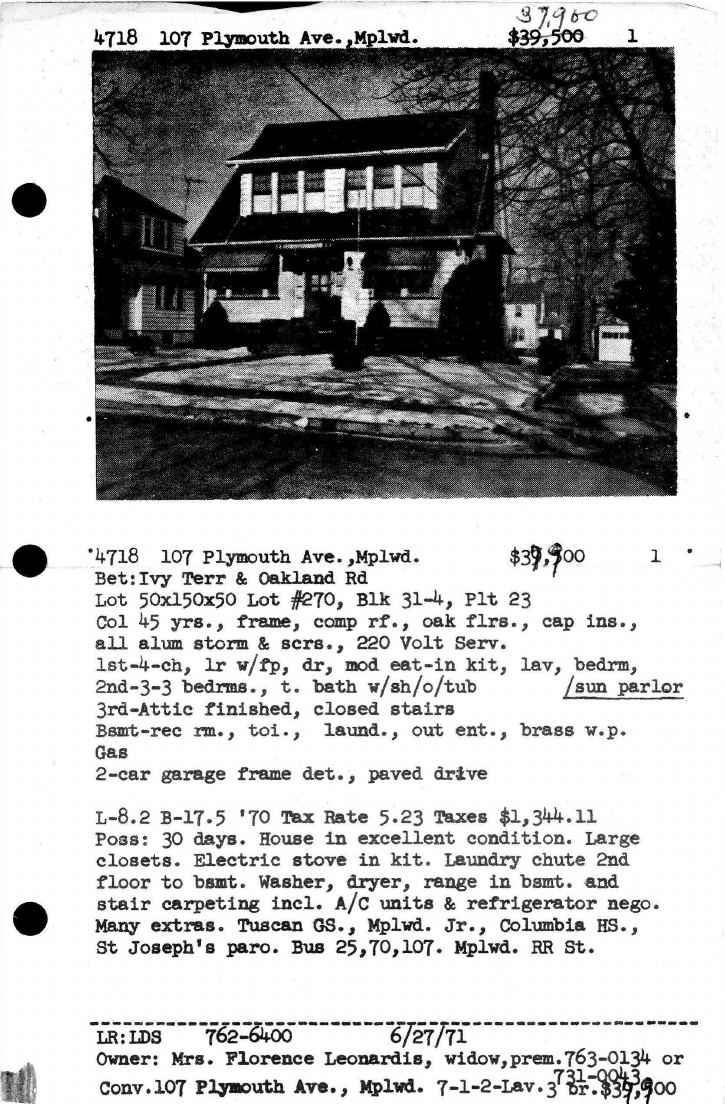 37,900
4718 107 Plymouth Ave.,Mplwd. $39,500 1
4718 107 Plymouth Ave.,Mplwd. 1
Bet:Ivy Terr & Oakland Rd
Lot 50x150x50 Lot #270, Blk 31-4, Plt 23
Col 45 yrs., frame, comp rf., oak flrs., cap ins.,
all alum storm & scrs., 220 Volt Serv.
1st-4-ch, lr w/fp, dr, mod eat-in kit, lav, bedrm,
2nd-3-3 bedrms., t. bath w/sh/o/tub /sun parlor
3rd-Attic finished, closed stairs
Bsmt-rec rm., toi., laund., out ent., brass w.p.
Gas
2-car garage frame det., paved drive
L-8.2 B-17.5 '70 Tax Rate 5.23 Taxes $1,344.11
Poss: 30 days. House in excellent condition. Large
closets. Electric stove in kit. Laundry chute 2nd
floor to bsmt. Washer, dryer, range in bsmt. and
stair carpeting incl. A/C units & refrigerator nego.
Many extras. Tuscan GS., Mplwd. Jr., Columbia HS.,
St Joseph's paro. Bus 25,70,107. Mplwd. RR St.
LR:LDS 762-6400 6/27/71
Owner: Mrs. Florence Leonardis, widow,prem.763-0134 or
731-0043
Conv.107 Plymouth Ave., Mplwd. 7-1-2-Lav.3 br.